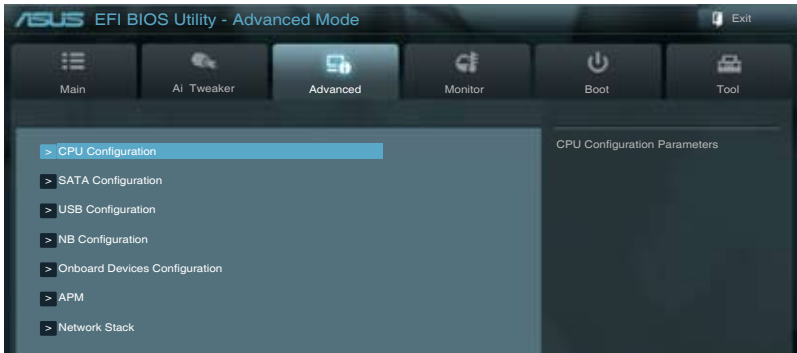 ASUS EFI BIOS Utility - Advanced Mode
Exit
Main
Ai Tweaker
Advanced
Monitor
Boot
Tool
> CPU Configuration
> SATA Configuration
> USB Configuration
> NB Configuration
> Onboard Devices Configuration
> APM
> Network Stack
CPU Configuration Parameters